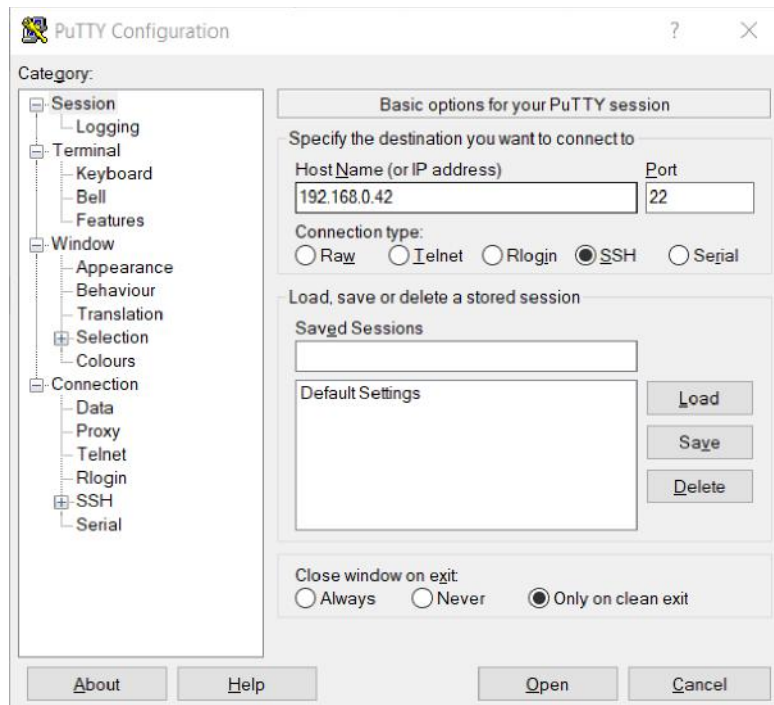 PuTTY Configuration
?
Category:
Session
Logging
Terminal
Keyboard
Bell
Features
Window
Appearance
Behaviour
Translation
Selection
Colours
Connection
Data
Proxy
Telnet
Rlogin
SSH
Serial
Basic options for your PuTTY session
Specify the destination you want to connect to
Host Name (or IP address) Port
192.168.0.42 22
Connection type:
Raw Telnet Rlogin SSH Serial
Load, save or delete a stored session
Saved Sessions
Default Settings
Load
Save
Delete
Close window on exit:
Always Never Only on clean exit
About Help Open Cancel